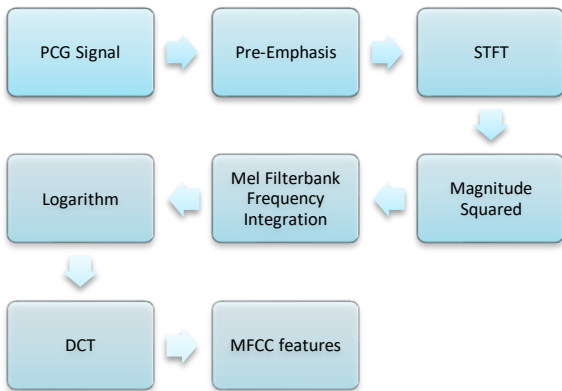 PCG Signal
Pre-Emphasis
STFT
Magnitude
Squared
Mel Filterbank
Frequency
Integration
Logarithm
DCT
MFCC features